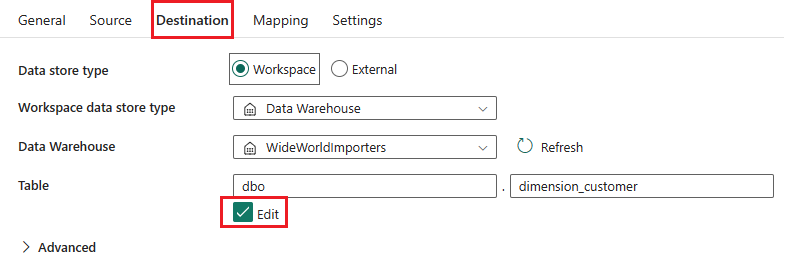 General Source Destination Mapping Settings
Data store type Workspace External
Workspace data store type Data Warehouse
Data Warehouse WideWorldImporters Refresh
Table dbo . dimension_customer
Edit
Advanced